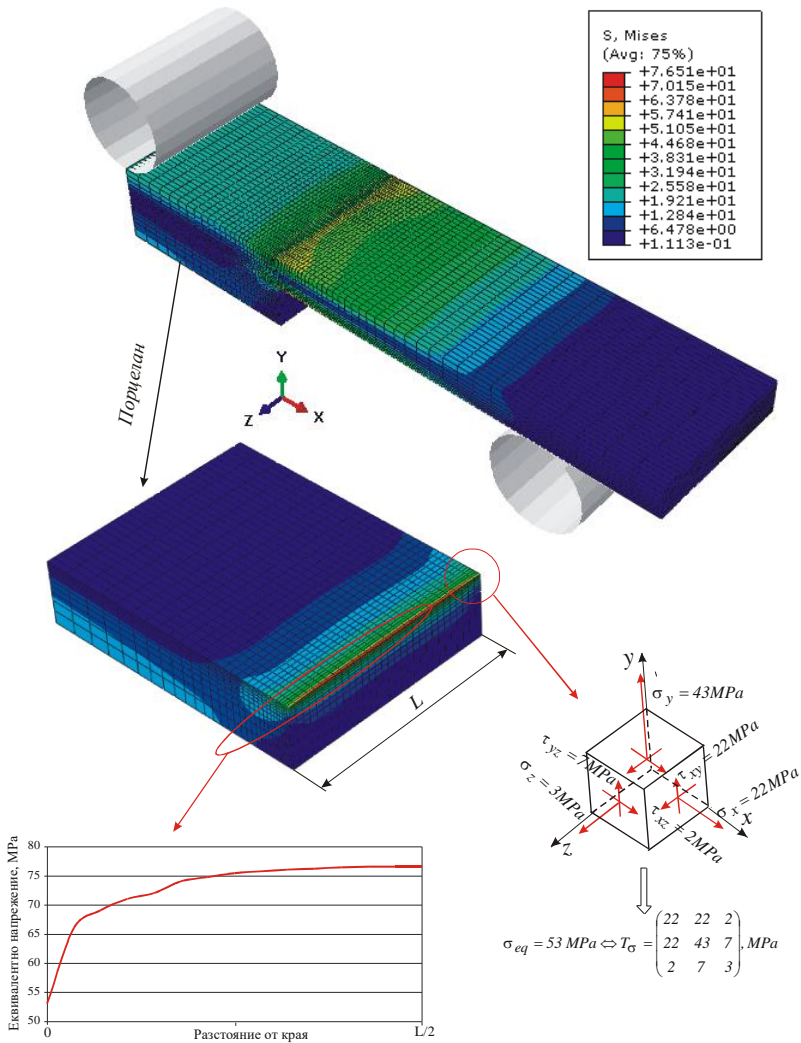 S, Mises
(Avg: 75%)
+7.651e+01
+7.015e+01
+6.378e+01
+5.741e+01
+5.105e+01
+4.468e+01
+3.831e+01
+3.194e+01
+2.558e+01
+1.921e+01
+1.284e+01
+6.478e+00
+1.113e-01
Порцелан
Y
Z
X
L
y
σy = 43MPa
τyz = 7MPa
τxy = 22MPa
σz = 3MPa
τxz = 2MPa
σx = 22MPa
z
x
σeq = 53 MPa ⇔ Tσ = (22 22 2
22 43 7
2 7 3), MPa
Еквивалентно напрежение, MPa
80
75
70
65
60
55
50
0
Разстояние от края
L/2